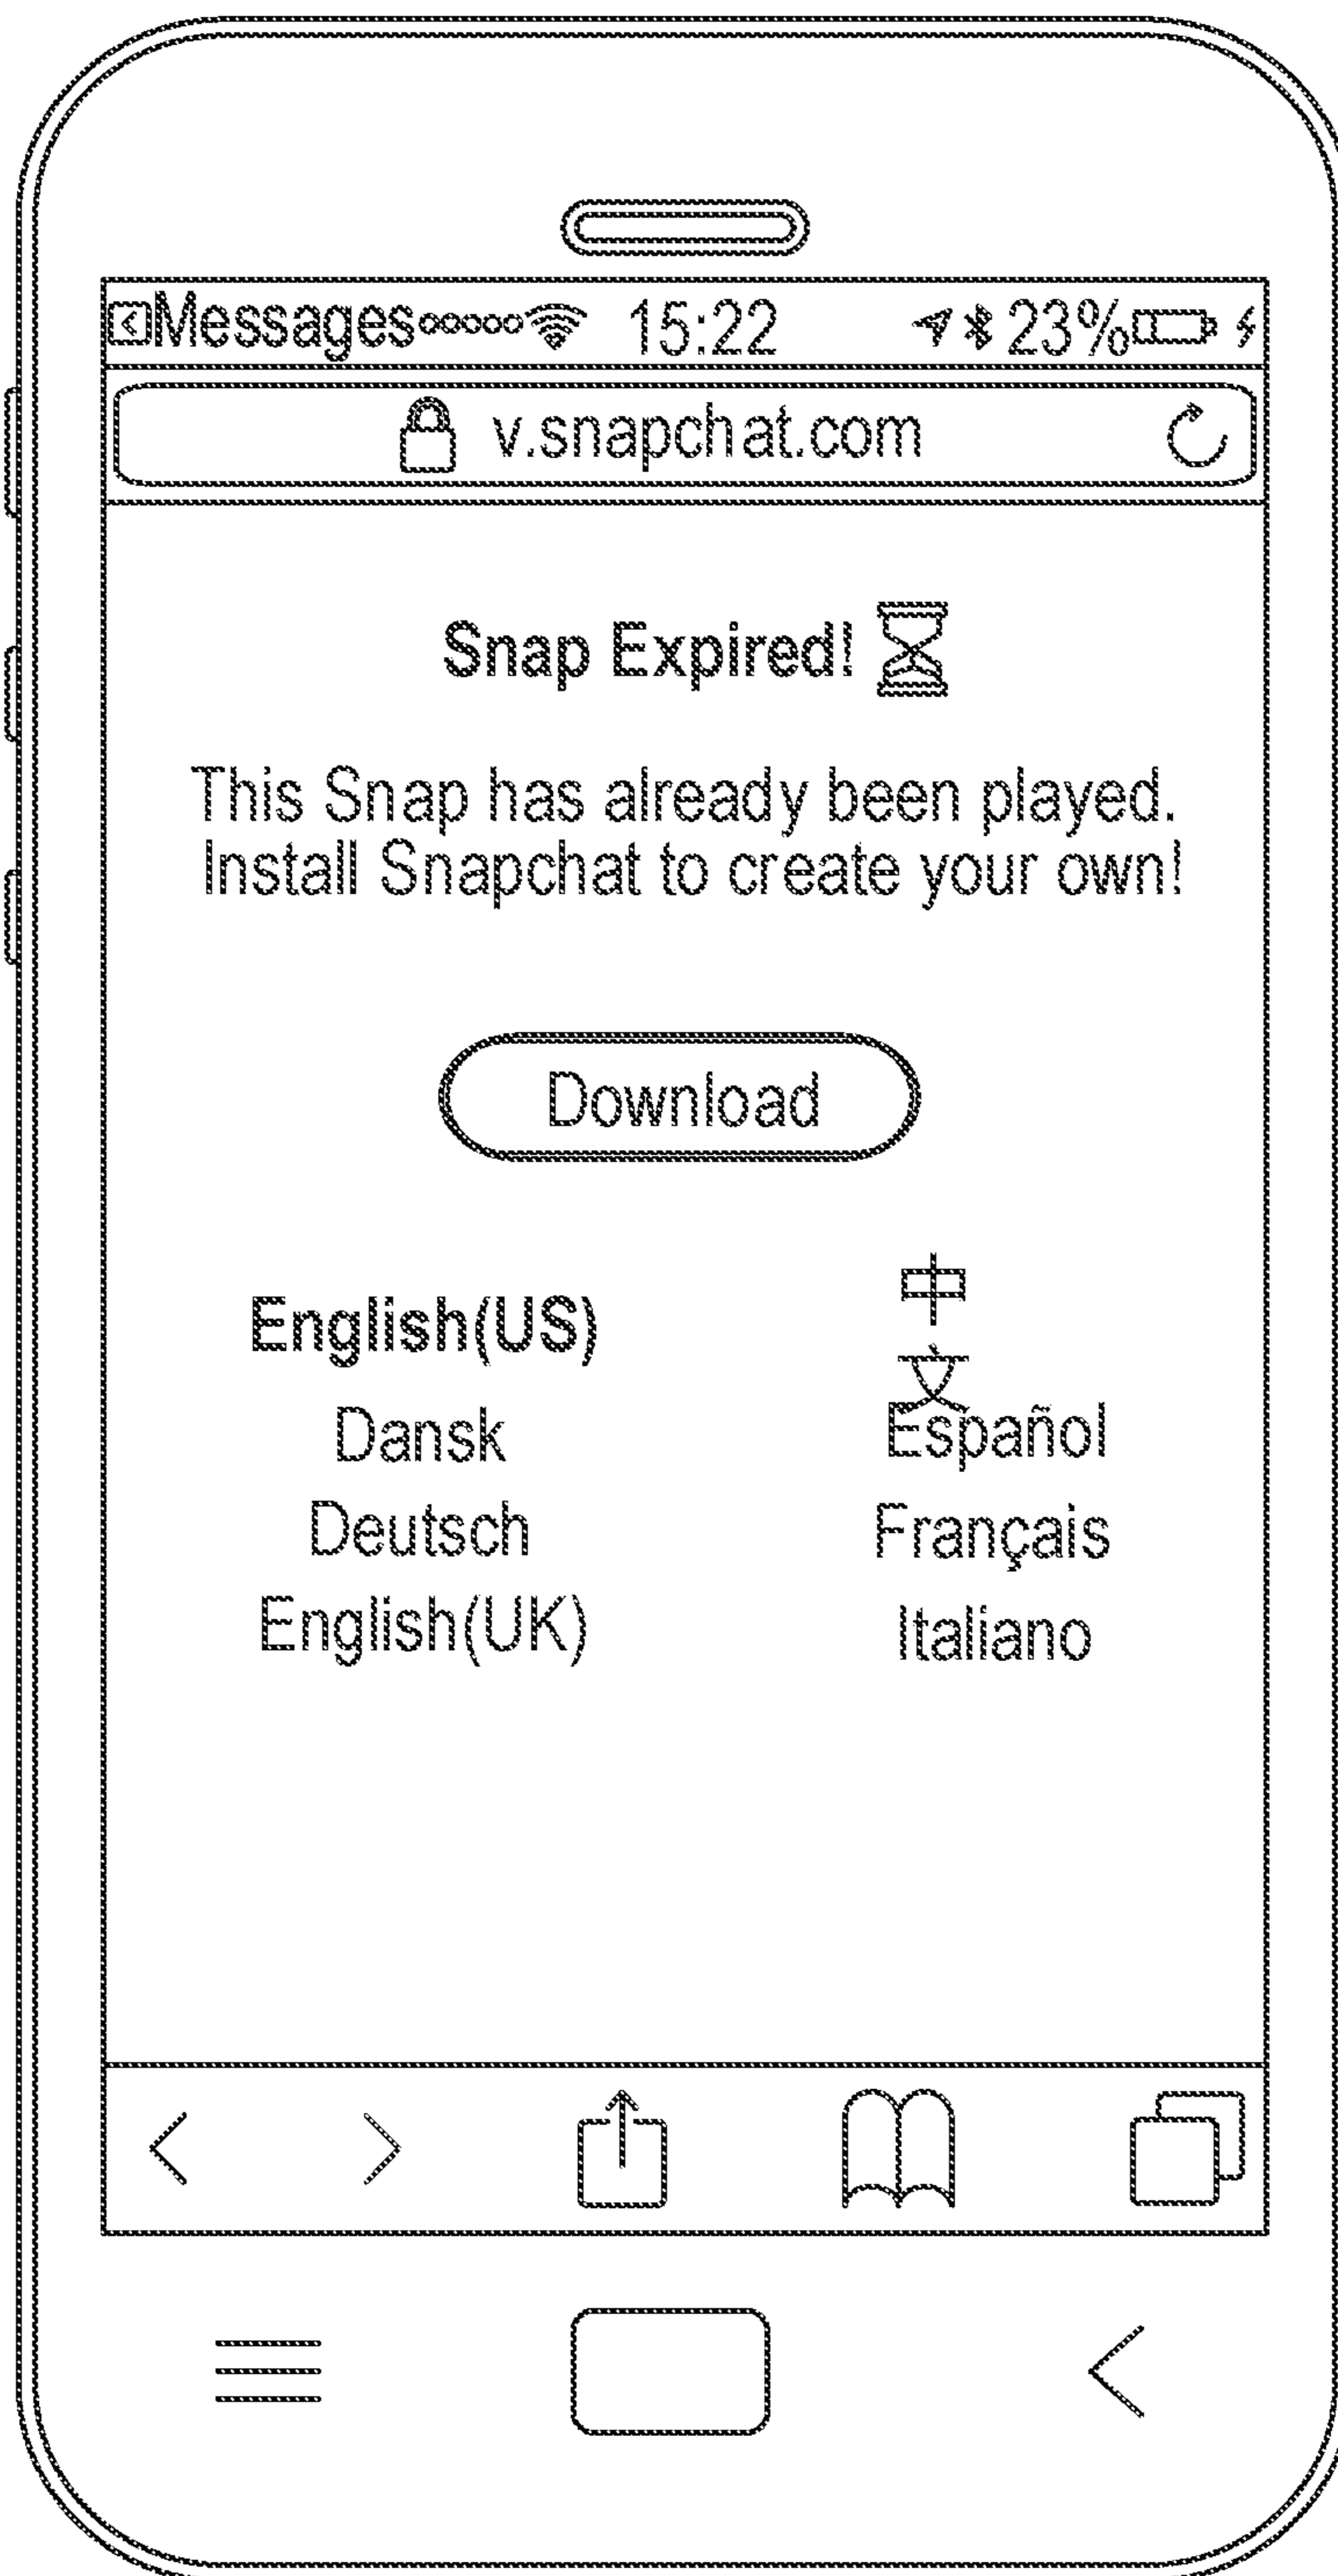 Messages 15:22 23%
v.snapchat.com
Snap Expired!
This Snap has already been played.
Install Snapchat to create your own!
Download
English(US) 中文
Dansk Español
Deutsch Français
English(UK) Italiano